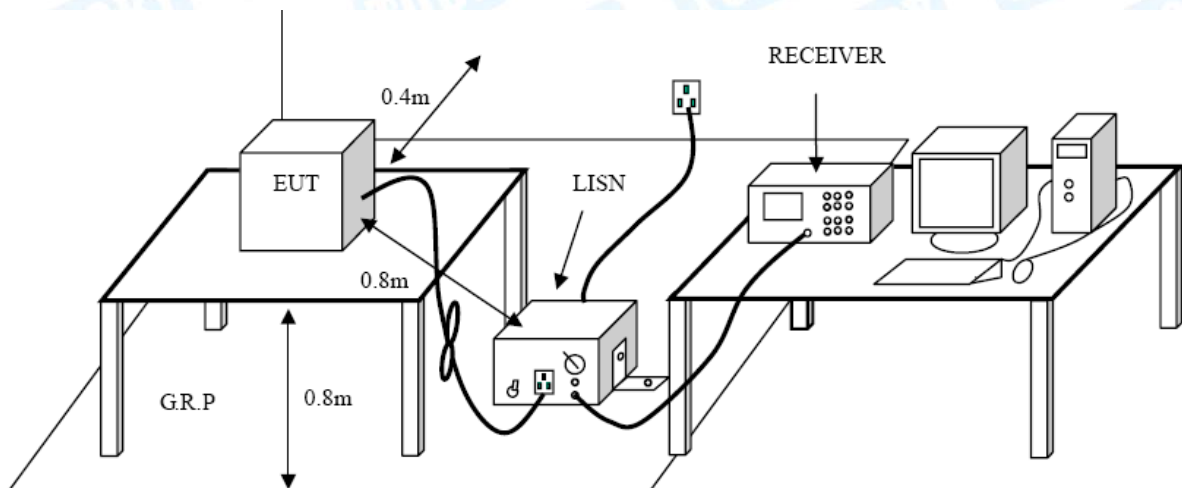 RECEIVER
0.4m
EUT
LISN
0.8m
G.R.P
0.8m